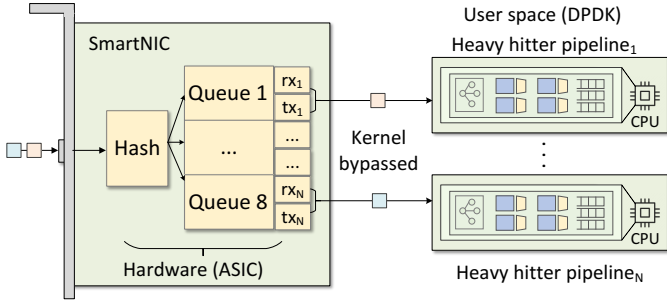 User space (DPDK)
SmartNIC
Heavy hitter pipeline1
Queue 1
rx1
tx1
CPU
Hash
...
...
...
Kernel
bypassed
Queue 8
rxN
txN
CPU
Hardware (ASIC)
Heavy hitter pipelineN